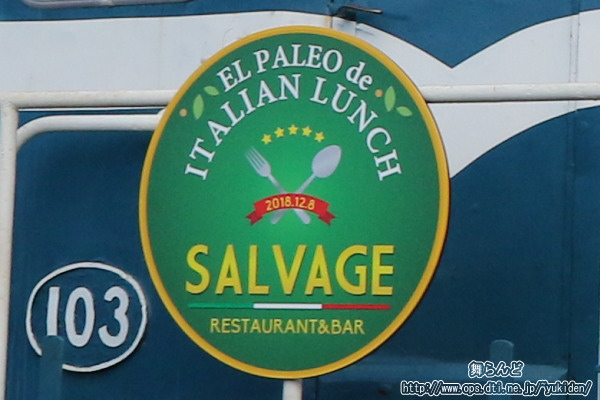 EL PALEO de
ITALIAN LUNCH
2018.12.8
SALVAGE
RESTAURANT&BAR
103
舞らんど
http://www.ops.dti.ne.jp/~yukiden/